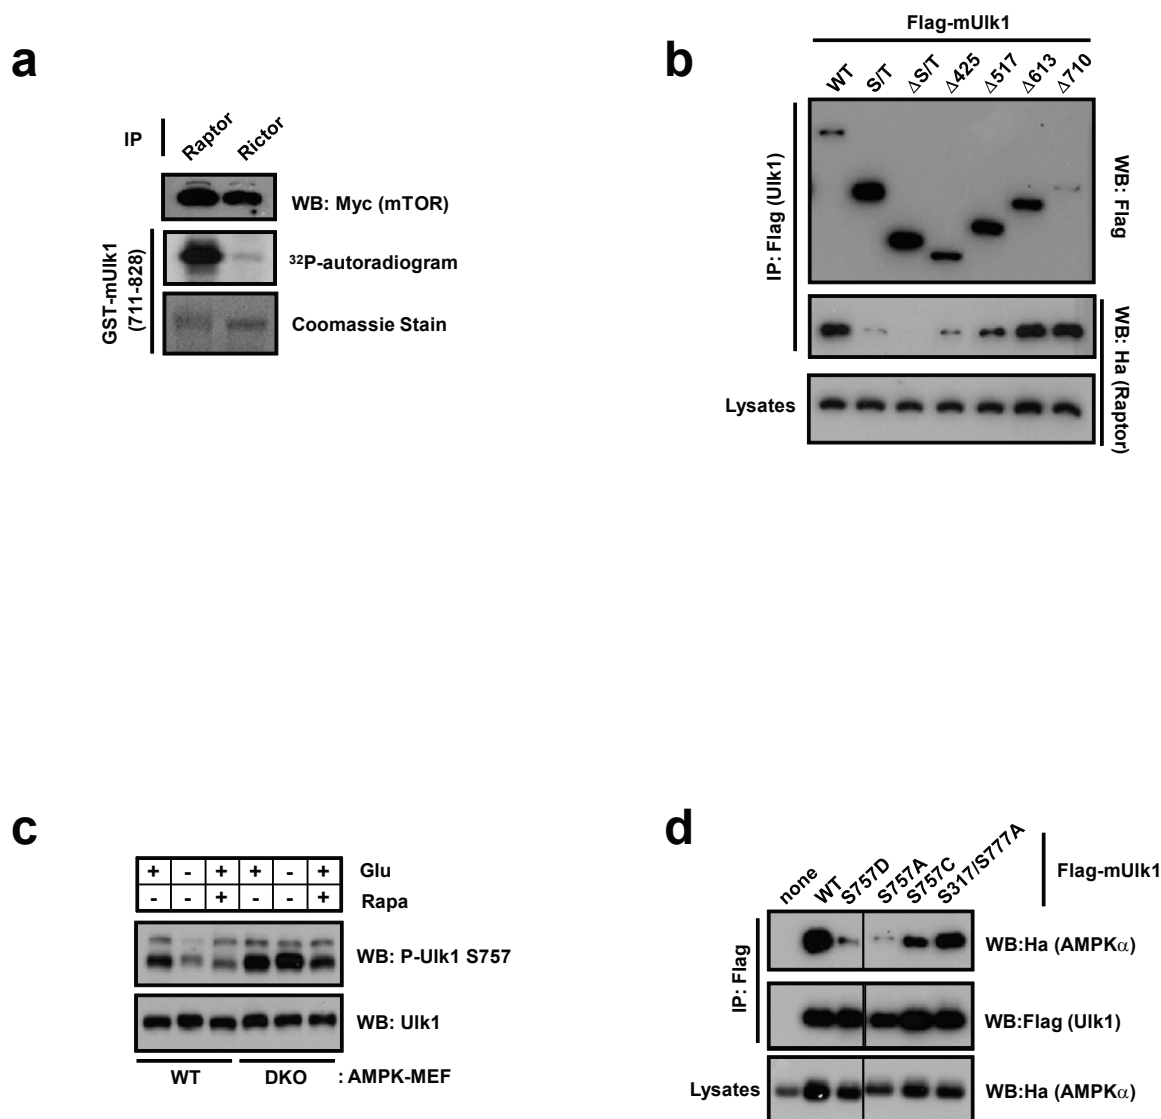 a
IP
Raptor
Rictor
WB: Myc (mTOR)
GST-mUlk1
(711-828)
32P-autoradiogram
Coomassie Stain
b
Flag-mUlk1
WT
S/T
ΔS/T
Δ425
Δ517
Δ613
Δ710
IP: Flag (Ulk1)
WB: Flag
WB: Ha (Raptor)
Lysates
c
+ - + + - + Glu
- - + - - + Rapa
WB: P-Ulk1 S757
WB: Ulk1
WT DKO : AMPK-MEF
d
none
WT
S757D
S757A
S757C
S317/S777A
Flag-mUlk1
IP: Flag
WB:Ha (AMPKα)
WB:Flag (Ulk1)
Lysates WB:Ha (AMPKα)